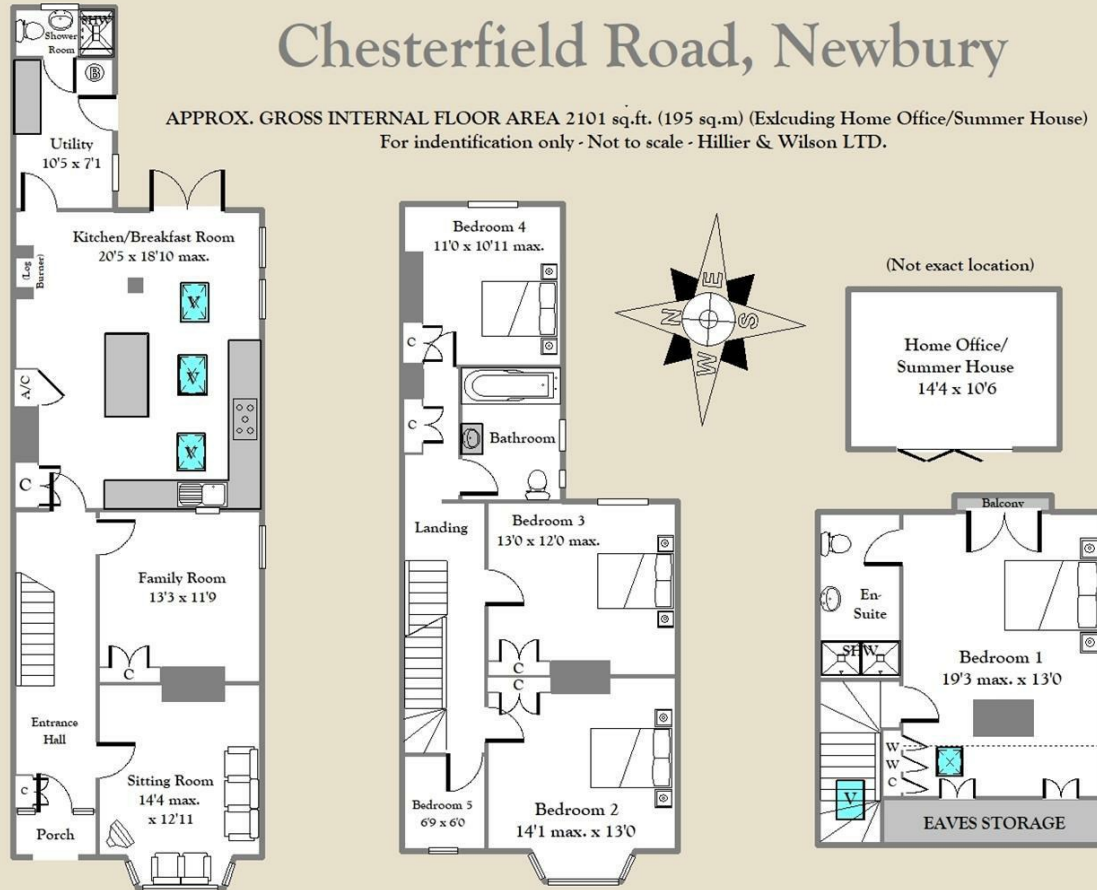 Chesterfield Road, Newbury
APPROX. GROSS INTERNAL FLOOR AREA 2101 sq.ft. (195 sq.m) (Exlcuding Home Office/Summer House)
For indentification only - Not to scale - Hillier & Wilson LTD.
SHW
Shower
Room
B
Utility
10'5 x 7'1
Kitchen/Breakfast Room
20'5 x 18'10 max.
(Log
Burner)
V
V
V
A/C
C
Family Room
13'3 x 11'9
C
Entrance
Hall
Sitting Room
14'4 max.
x 12'11
C
Porch
Bedroom 4
11'0 x 10'11 max.
C
C
Bathroom
Landing
Bedroom 3
13'0 x 12'0 max.
C
C
Bedroom 5
6'9 x 6'0
Bedroom 2
14'1 max. x 13'0
N
E
S
W
(Not exact location)
Home Office/
Summer House
14'4 x 10'6
Balcony
En-
Suite
SHW
Bedroom 1
19'3 max. x 13'0
W
W
C
V
EAVES STORAGE